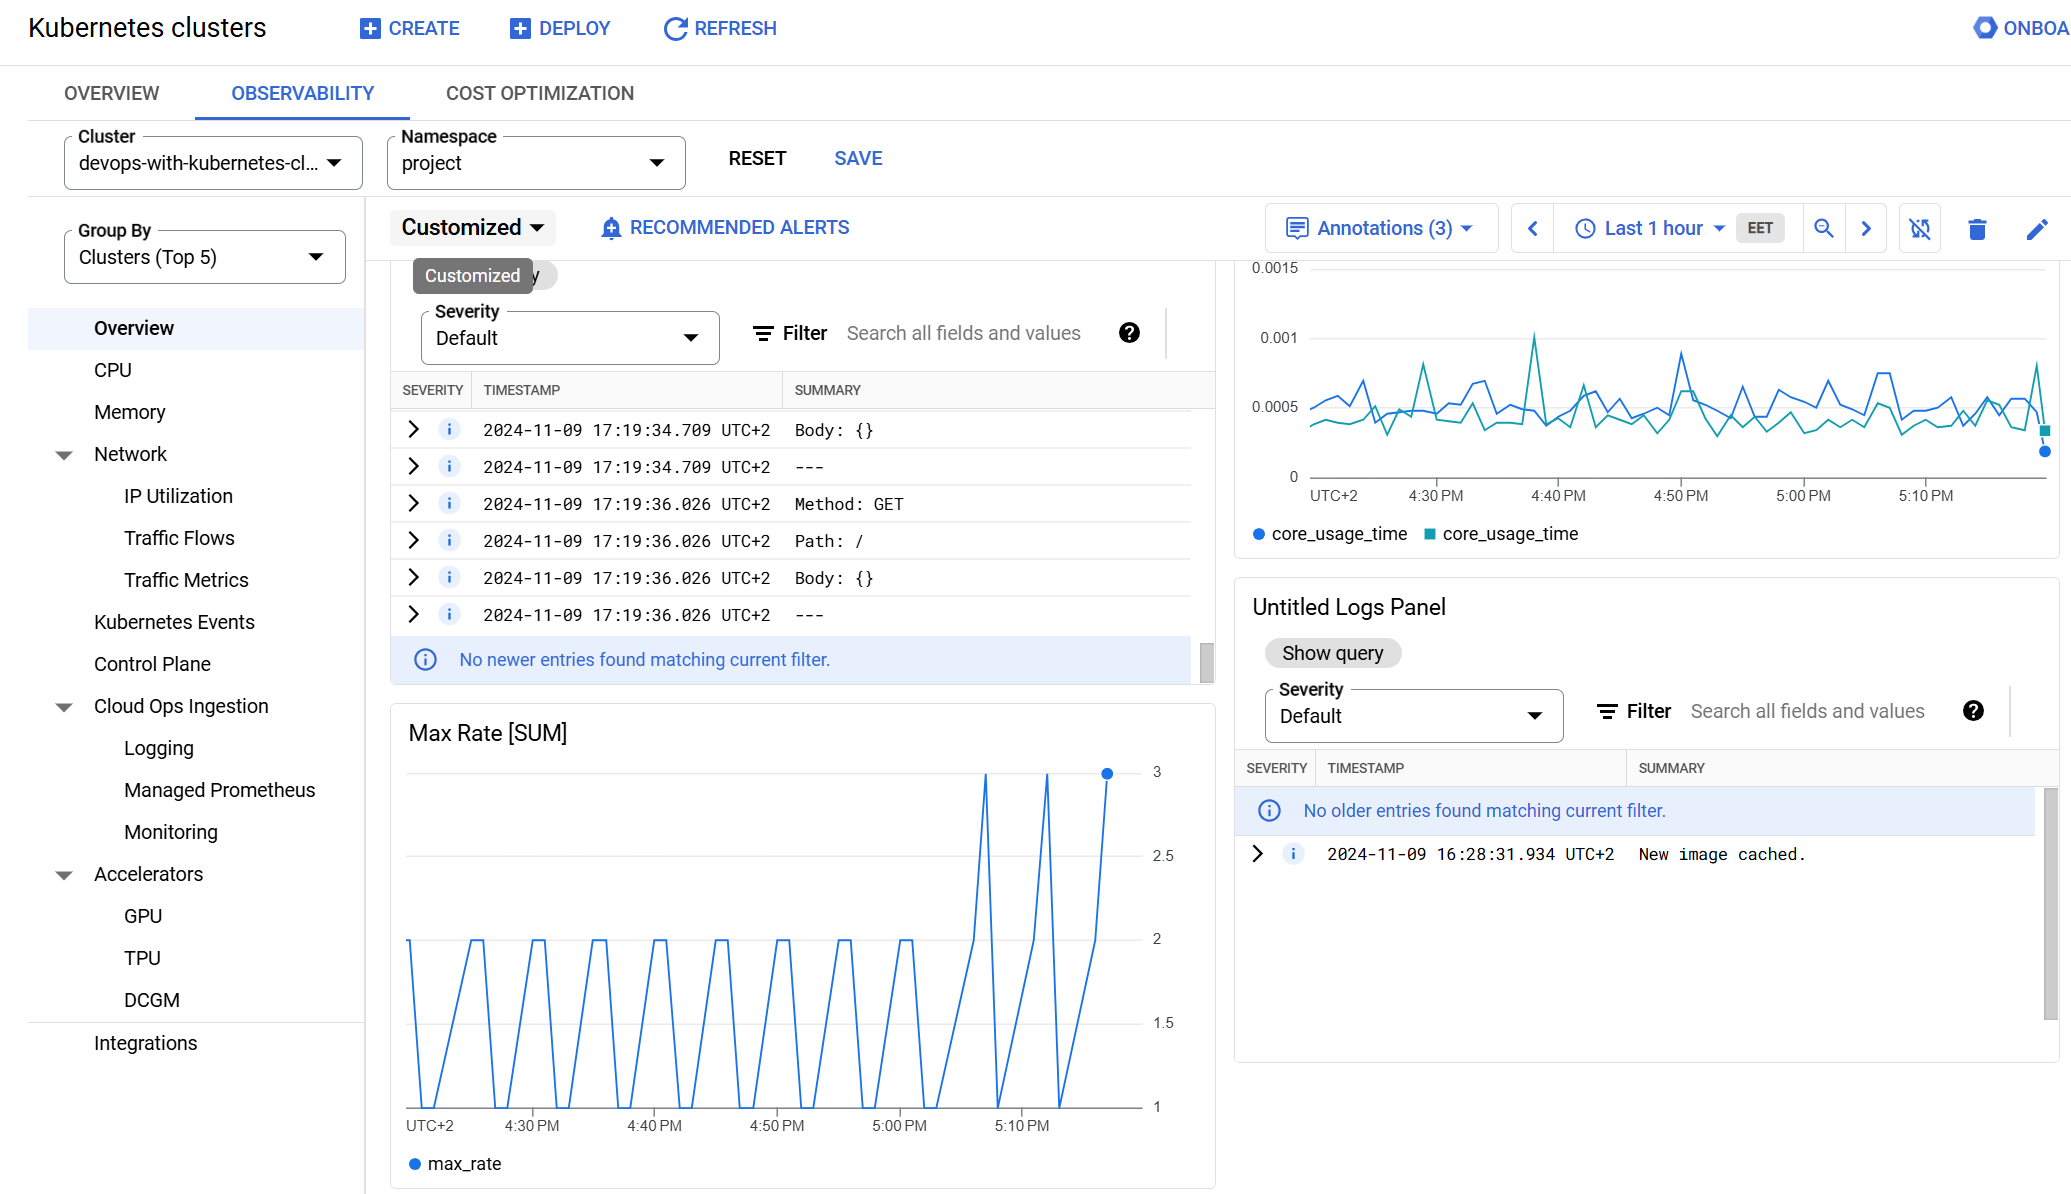 Kubernetes clusters
CREATE
DEPLOY
REFRESH
ONBOA
OVERVIEW
OBSERVABILITY
COST OPTIMIZATION
Cluster
devops-with-kubernetes-cl...
Namespace
project
RESET
SAVE
Group By
Clusters (Top 5)
Overview
CPU
Memory
Network
IP Utilization
Traffic Flows
Traffic Metrics
Kubernetes Events
Control Plane
Cloud Ops Ingestion
Logging
Managed Prometheus
Monitoring
Accelerators
GPU
TPU
DCGM
Integrations
Customized
RECOMMENDED ALERTS
Annotations (3)
Last 1 hour
EET
Customized
y
Severity
Default
Filter
Search all fields and values
SEVERITY TIMESTAMP SUMMARY
2024-11-09 17:19:34.709 UTC+2 Body: {}
2024-11-09 17:19:34.709 UTC+2 ---
2024-11-09 17:19:36.026 UTC+2 Method: GET
2024-11-09 17:19:36.026 UTC+2 Path: /
2024-11-09 17:19:36.026 UTC+2 Body: {}
2024-11-09 17:19:36.026 UTC+2 ---
No newer entries found matching current filter.
Max Rate [SUM]
3
2.5
2
1.5
1
UTC+2 4:30 PM 4:40 PM 4:50 PM 5:00 PM 5:10 PM
max_rate
0.0015
0.001
0.0005
0
UTC+2 4:30 PM 4:40 PM 4:50 PM 5:00 PM 5:10 PM
core_usage_time core_usage_time
Untitled Logs Panel
Show query
Severity
Default
Filter
Search all fields and values
SEVERITY TIMESTAMP SUMMARY
No older entries found matching current filter.
2024-11-09 16:28:31.934 UTC+2 New image cached.